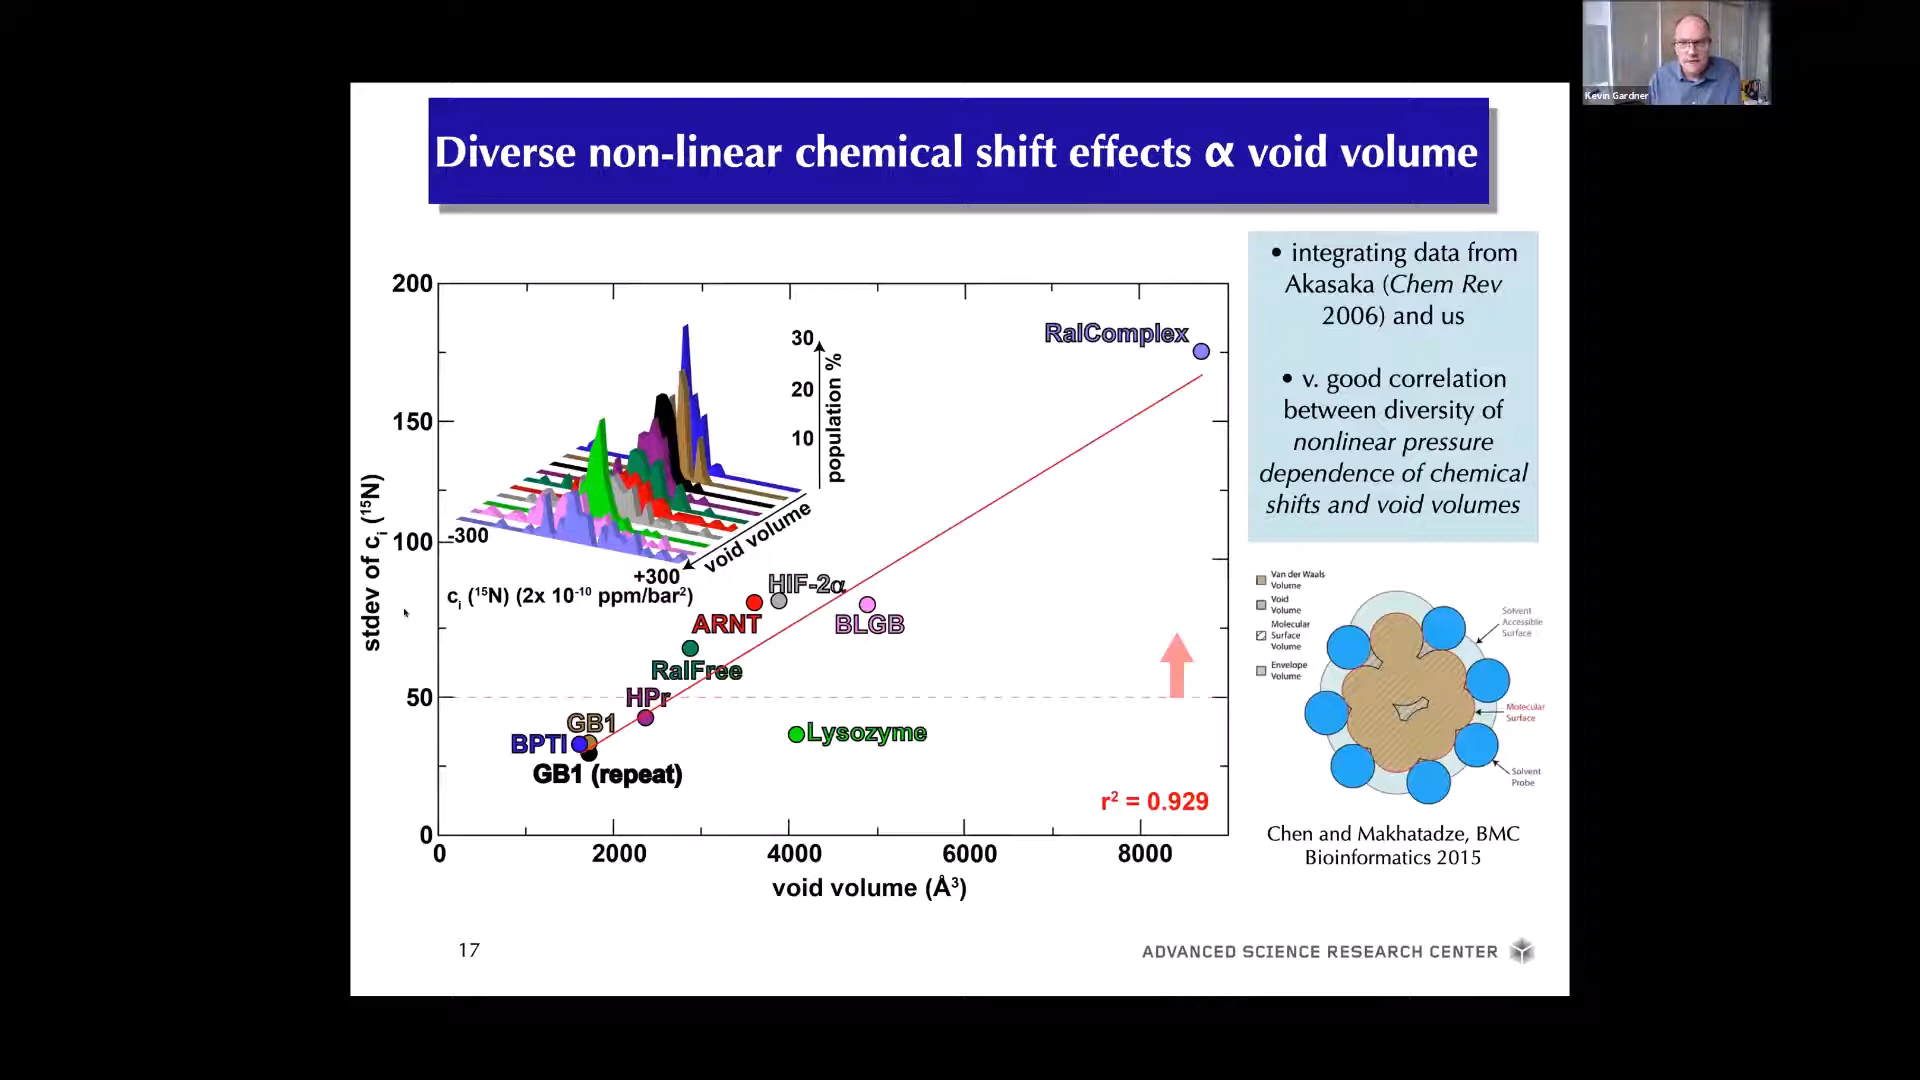 Kevin Gardner
Diverse non-linear chemical shift effects α void volume
• integrating data from
Akasaka (Chem Rev
2006) and us
• v. good correlation
between diversity of
nonlinear pressure
dependence of chemical
shifts and void volumes
200
150
100
50
0
stdev of cᵢ (¹⁵N)
0
2000
4000
6000
8000
void volume (Å³)
30
20
10
population %
void volume
-300
+300
cᵢ (¹⁵N) (2x 10⁻¹⁰ ppm/bar²)
RalComplex
HIF-2α
ARNT
BLGB
RalFree
HPr
GB1
BPTI
GB1 (repeat)
Lysozyme
r² = 0.929
Van der Waals
Volume
Void
Volume
Molecular
Surface
Volume
Envelope
Volume
Solvent
Accessible
Surface
Molecular
Surface
Solvent
Probe
Chen and Makhatadze, BMC
Bioinformatics 2015
17
ADVANCED SCIENCE RESEARCH CENTER